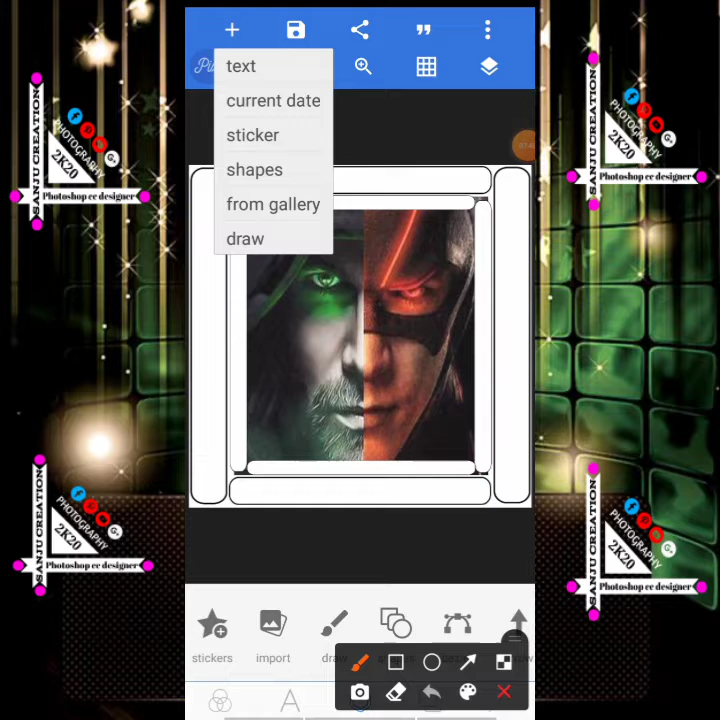 text
current date
sticker
shapes
from gallery
draw
07:4
stickers
import
draw
SANJU CREATION
PHOTOGRAPHY
2K20
Photoshop cc designer
G+
SANJU CREATION
PHOTOGRAPHY
2K20
Photoshop cc designer
G+
SANJU CREATION
PHOTOGRAPHY
2K20
Photoshop cc designer
G+
SANJU CREATION
PHOTOGRAPHY
2K20
Photoshop cc designer
G+
A